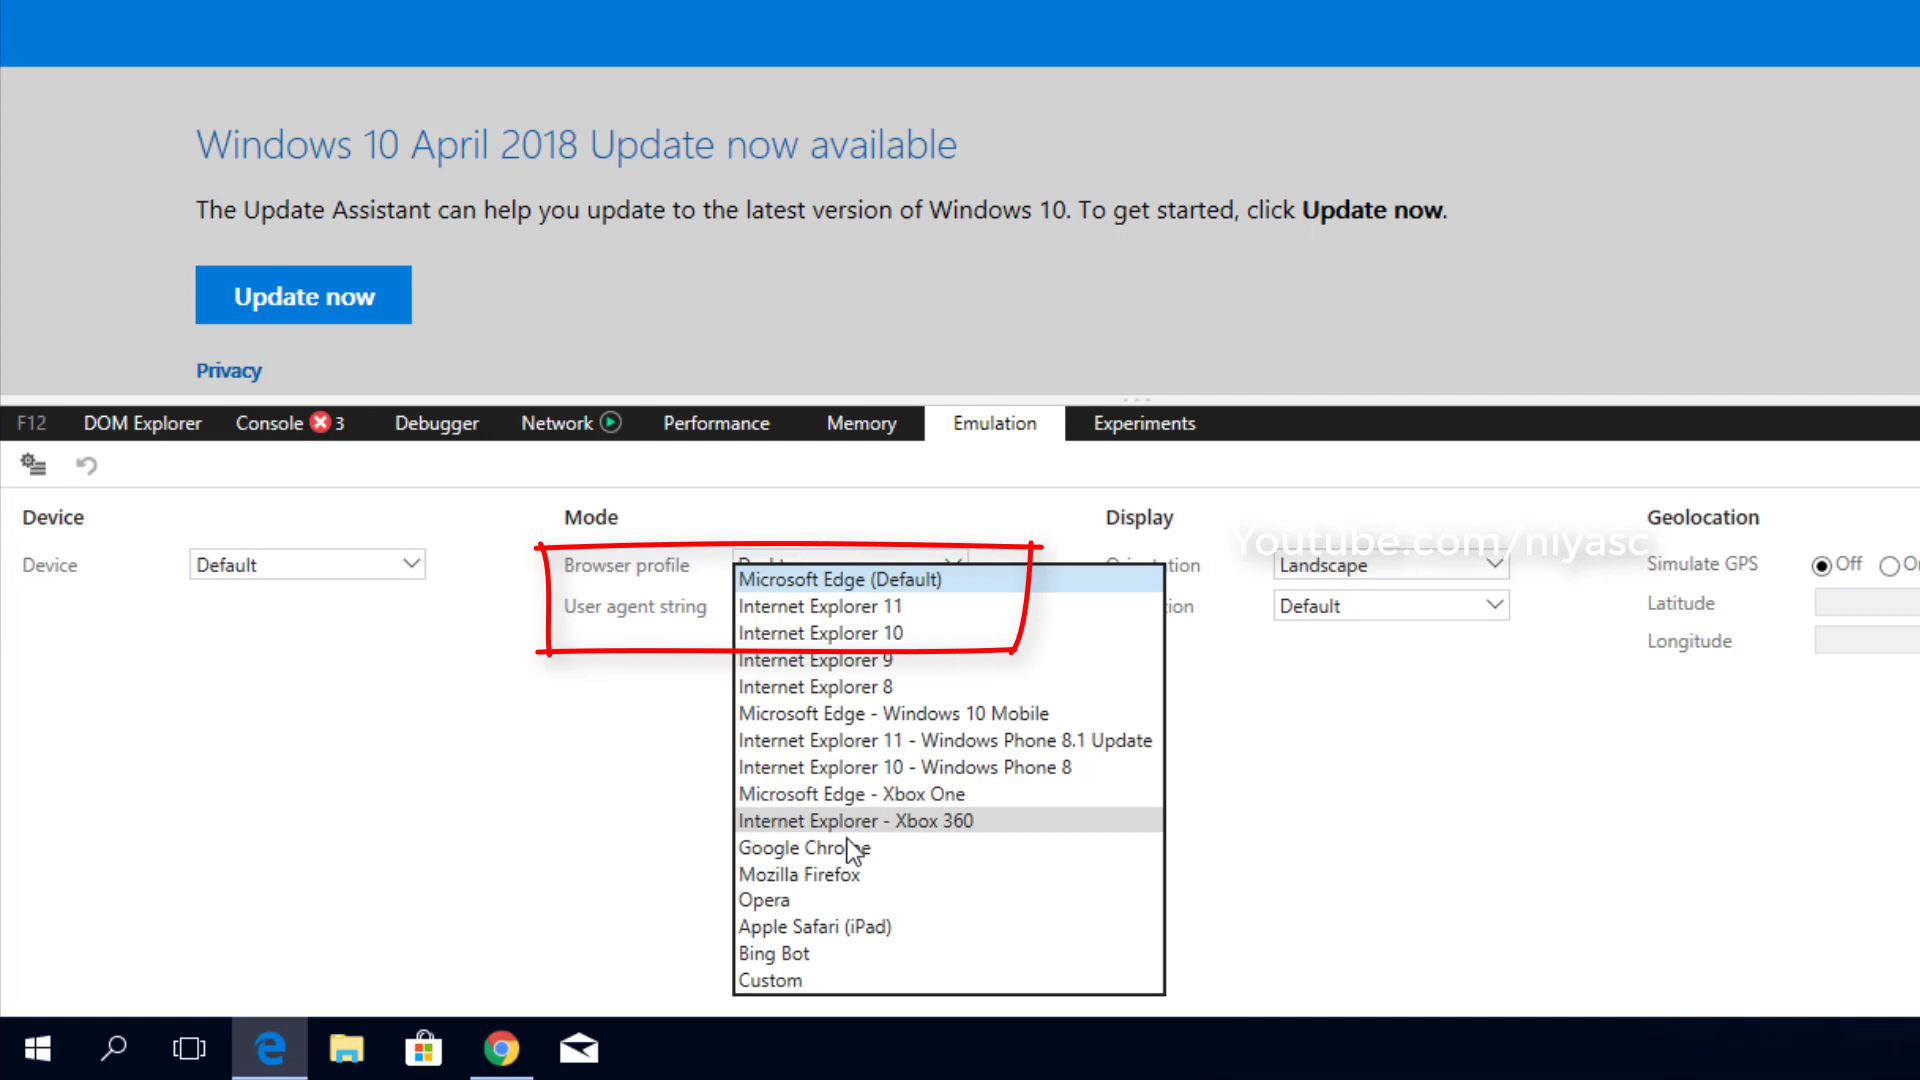 Windows 10 April 2018 Update now available
The Update Assistant can help you update to the latest version of Windows 10. To get started, click Update now.
Update now
Privacy
F12 DOM Explorer Console 3 Debugger Network Performance Memory Emulation Experiments
Device
Device Default
Mode
Browser profile
User agent string
Microsoft Edge (Default)
Internet Explorer 11
Internet Explorer 10
Internet Explorer 9
Internet Explorer 8
Microsoft Edge - Windows 10 Mobile
Internet Explorer 11 - Windows Phone 8.1 Update
Internet Explorer 10 - Windows Phone 8
Microsoft Edge - Xbox One
Internet Explorer - Xbox 360
Google Chrome
Mozilla Firefox
Opera
Apple Safari (iPad)
Bing Bot
Custom
Display
Landscape
Default
Youtube.com/niyasc
Geolocation
Simulate GPS Off
Latitude
Longitude